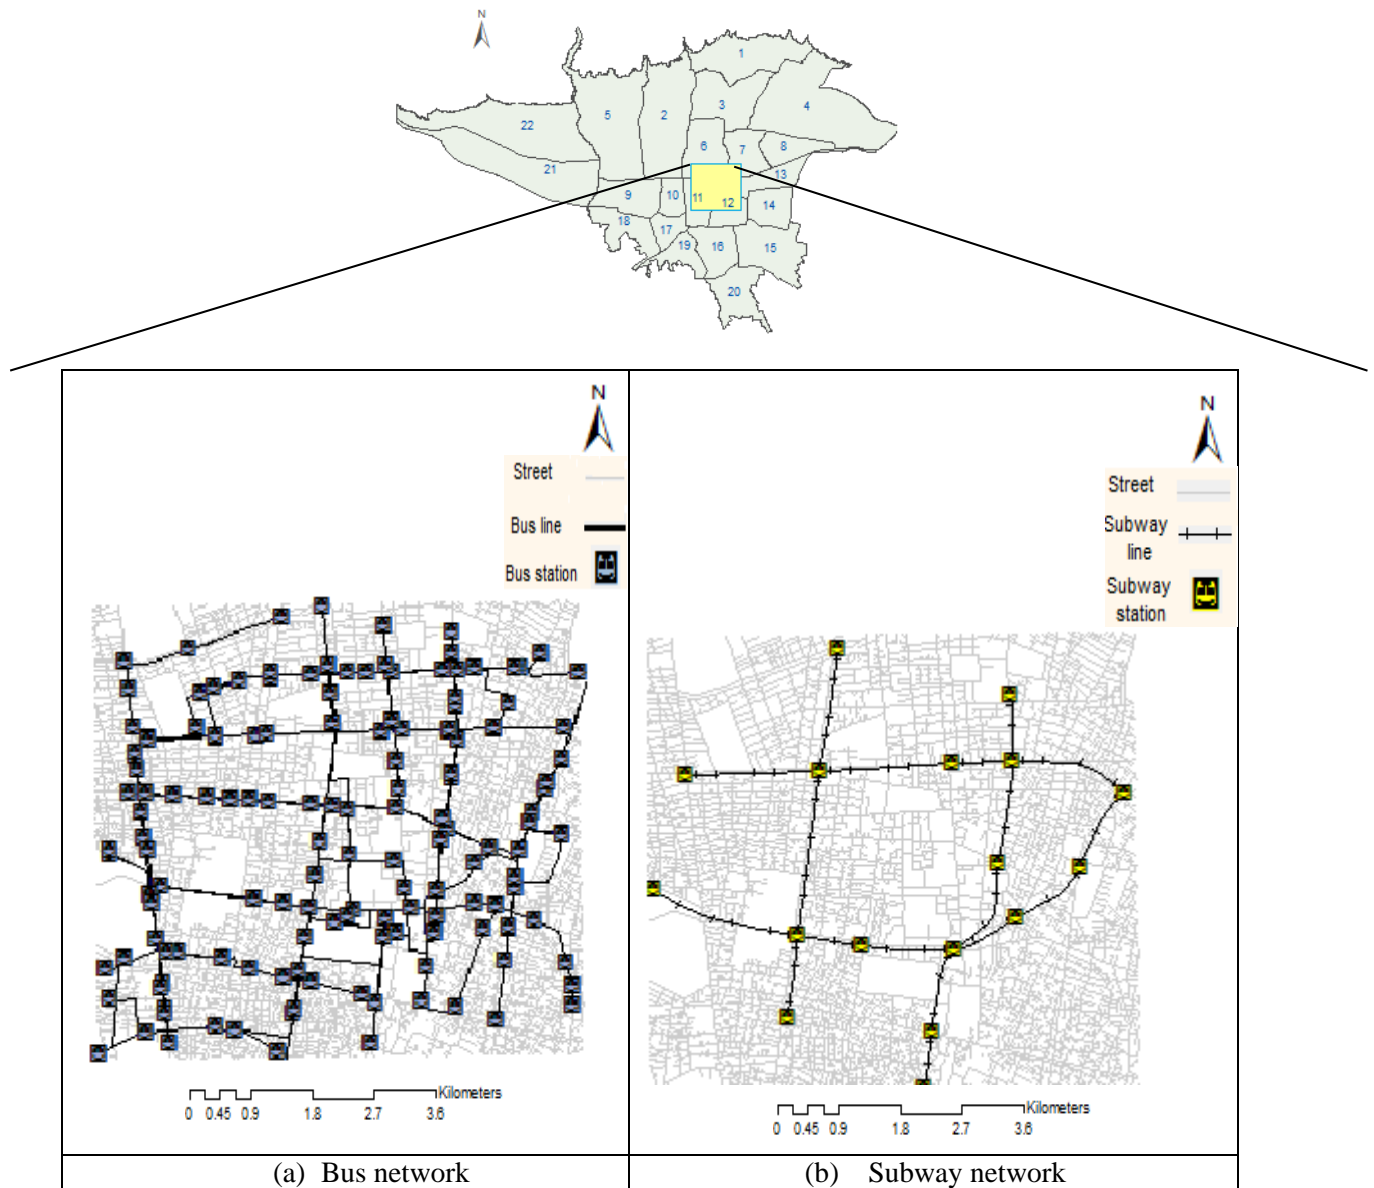 N
1
5
2
3
4
22
6
7
8
21
13
9
10
11
12
14
18
17
19
16
15
20
N
Street
Bus line
Bus station
0 0.45 0.9 1.8 2.7 3.6
Kilometers
(a) Bus network
N
Street
Subway
line
Subway
station
0 0.45 0.9 1.8 2.7 3.6
Kilometers
(b) Subway network